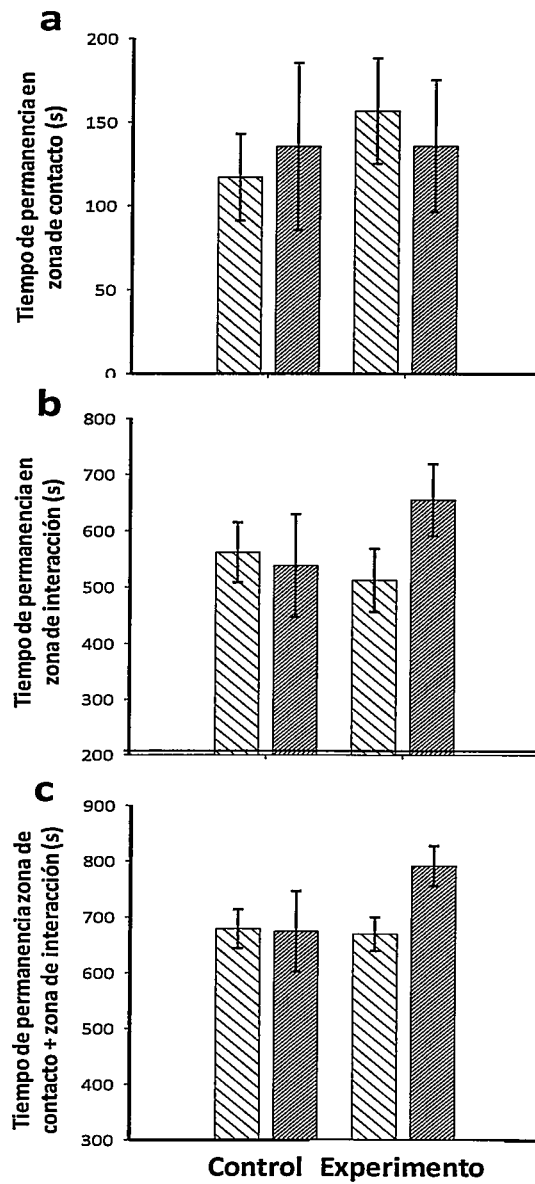 a
Tiempo de permanencia en
zona de contacto (s)
200
150
100
50
0
b
Tiempo de permanencia en
zona de interacción (s)
800
700
600
500
400
300
200
c
Tiempo de permanencia zona de
contacto + zona de interacción (s)
900
800
700
600
500
400
300
Control Experimento